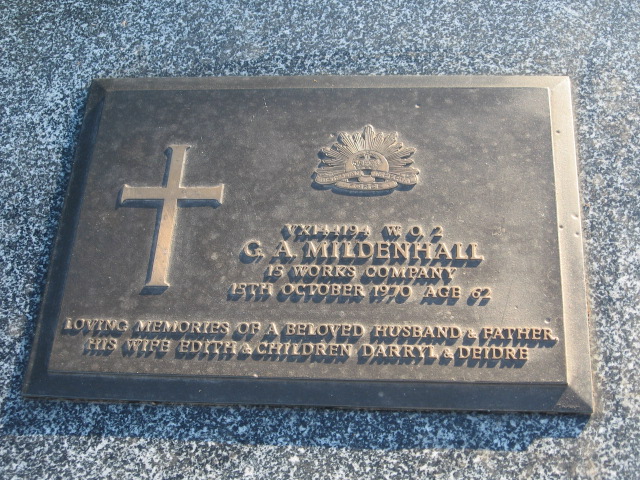 VX144194 W.O.2
G. A. MILDENHALL
15 WORKS COMPANY
15TH OCTOBER 1970 AGE 62
LOVING MEMORIES OF A BELOVED HUSBAND & FATHER,
HIS WIFE EDITH & CHILDREN DARRYL & DEIDRE